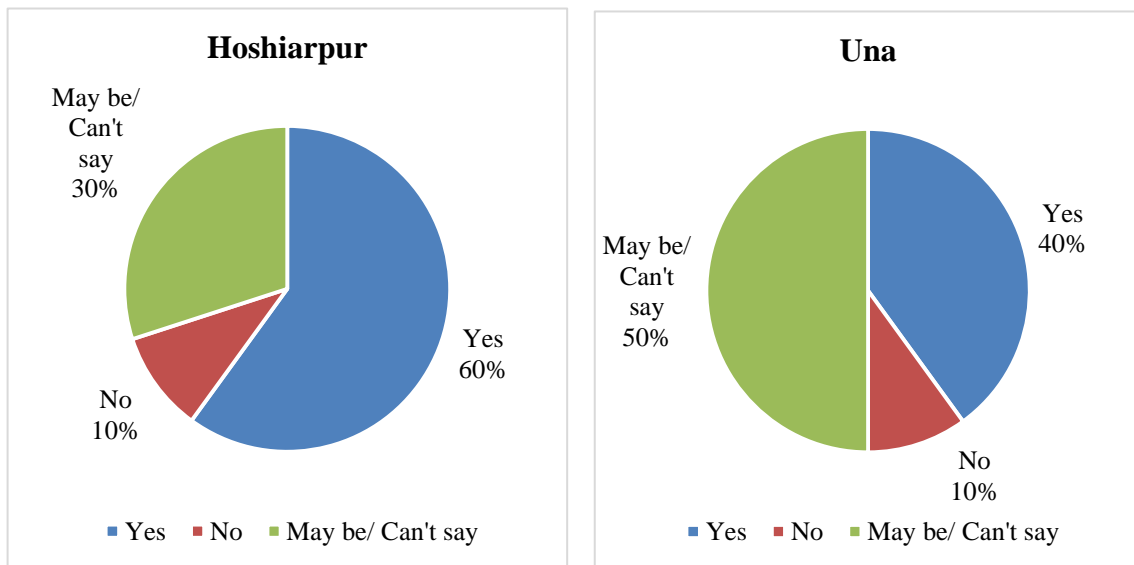 Hoshiarpur
May be/
Can't
say
30%
Yes
60%
No
10%
Yes No May be/ Can't say
Una
Yes
40%
May be/
Can't
say
50%
No
10%
Yes No May be/ Can't say